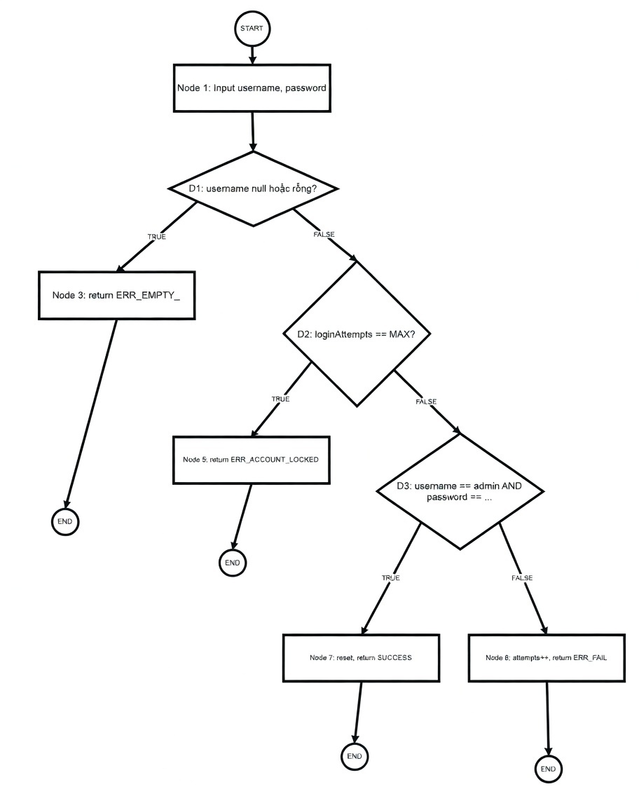 START
Node 1: Input username, password
D1: username null hoặc rỗng?
TRUE
FALSE
Node 3: return ERR_EMPTY_
D2: loginAttempts == MAX?
TRUE
FALSE
Node 5: return ERR_ACCOUNT_LOCKED
D3: username == admin AND
password == ...
END
END
TRUE
FALSE
Node 7: reset, return SUCCESS
Node 8: attempts++, return ERR_FAIL
END
END